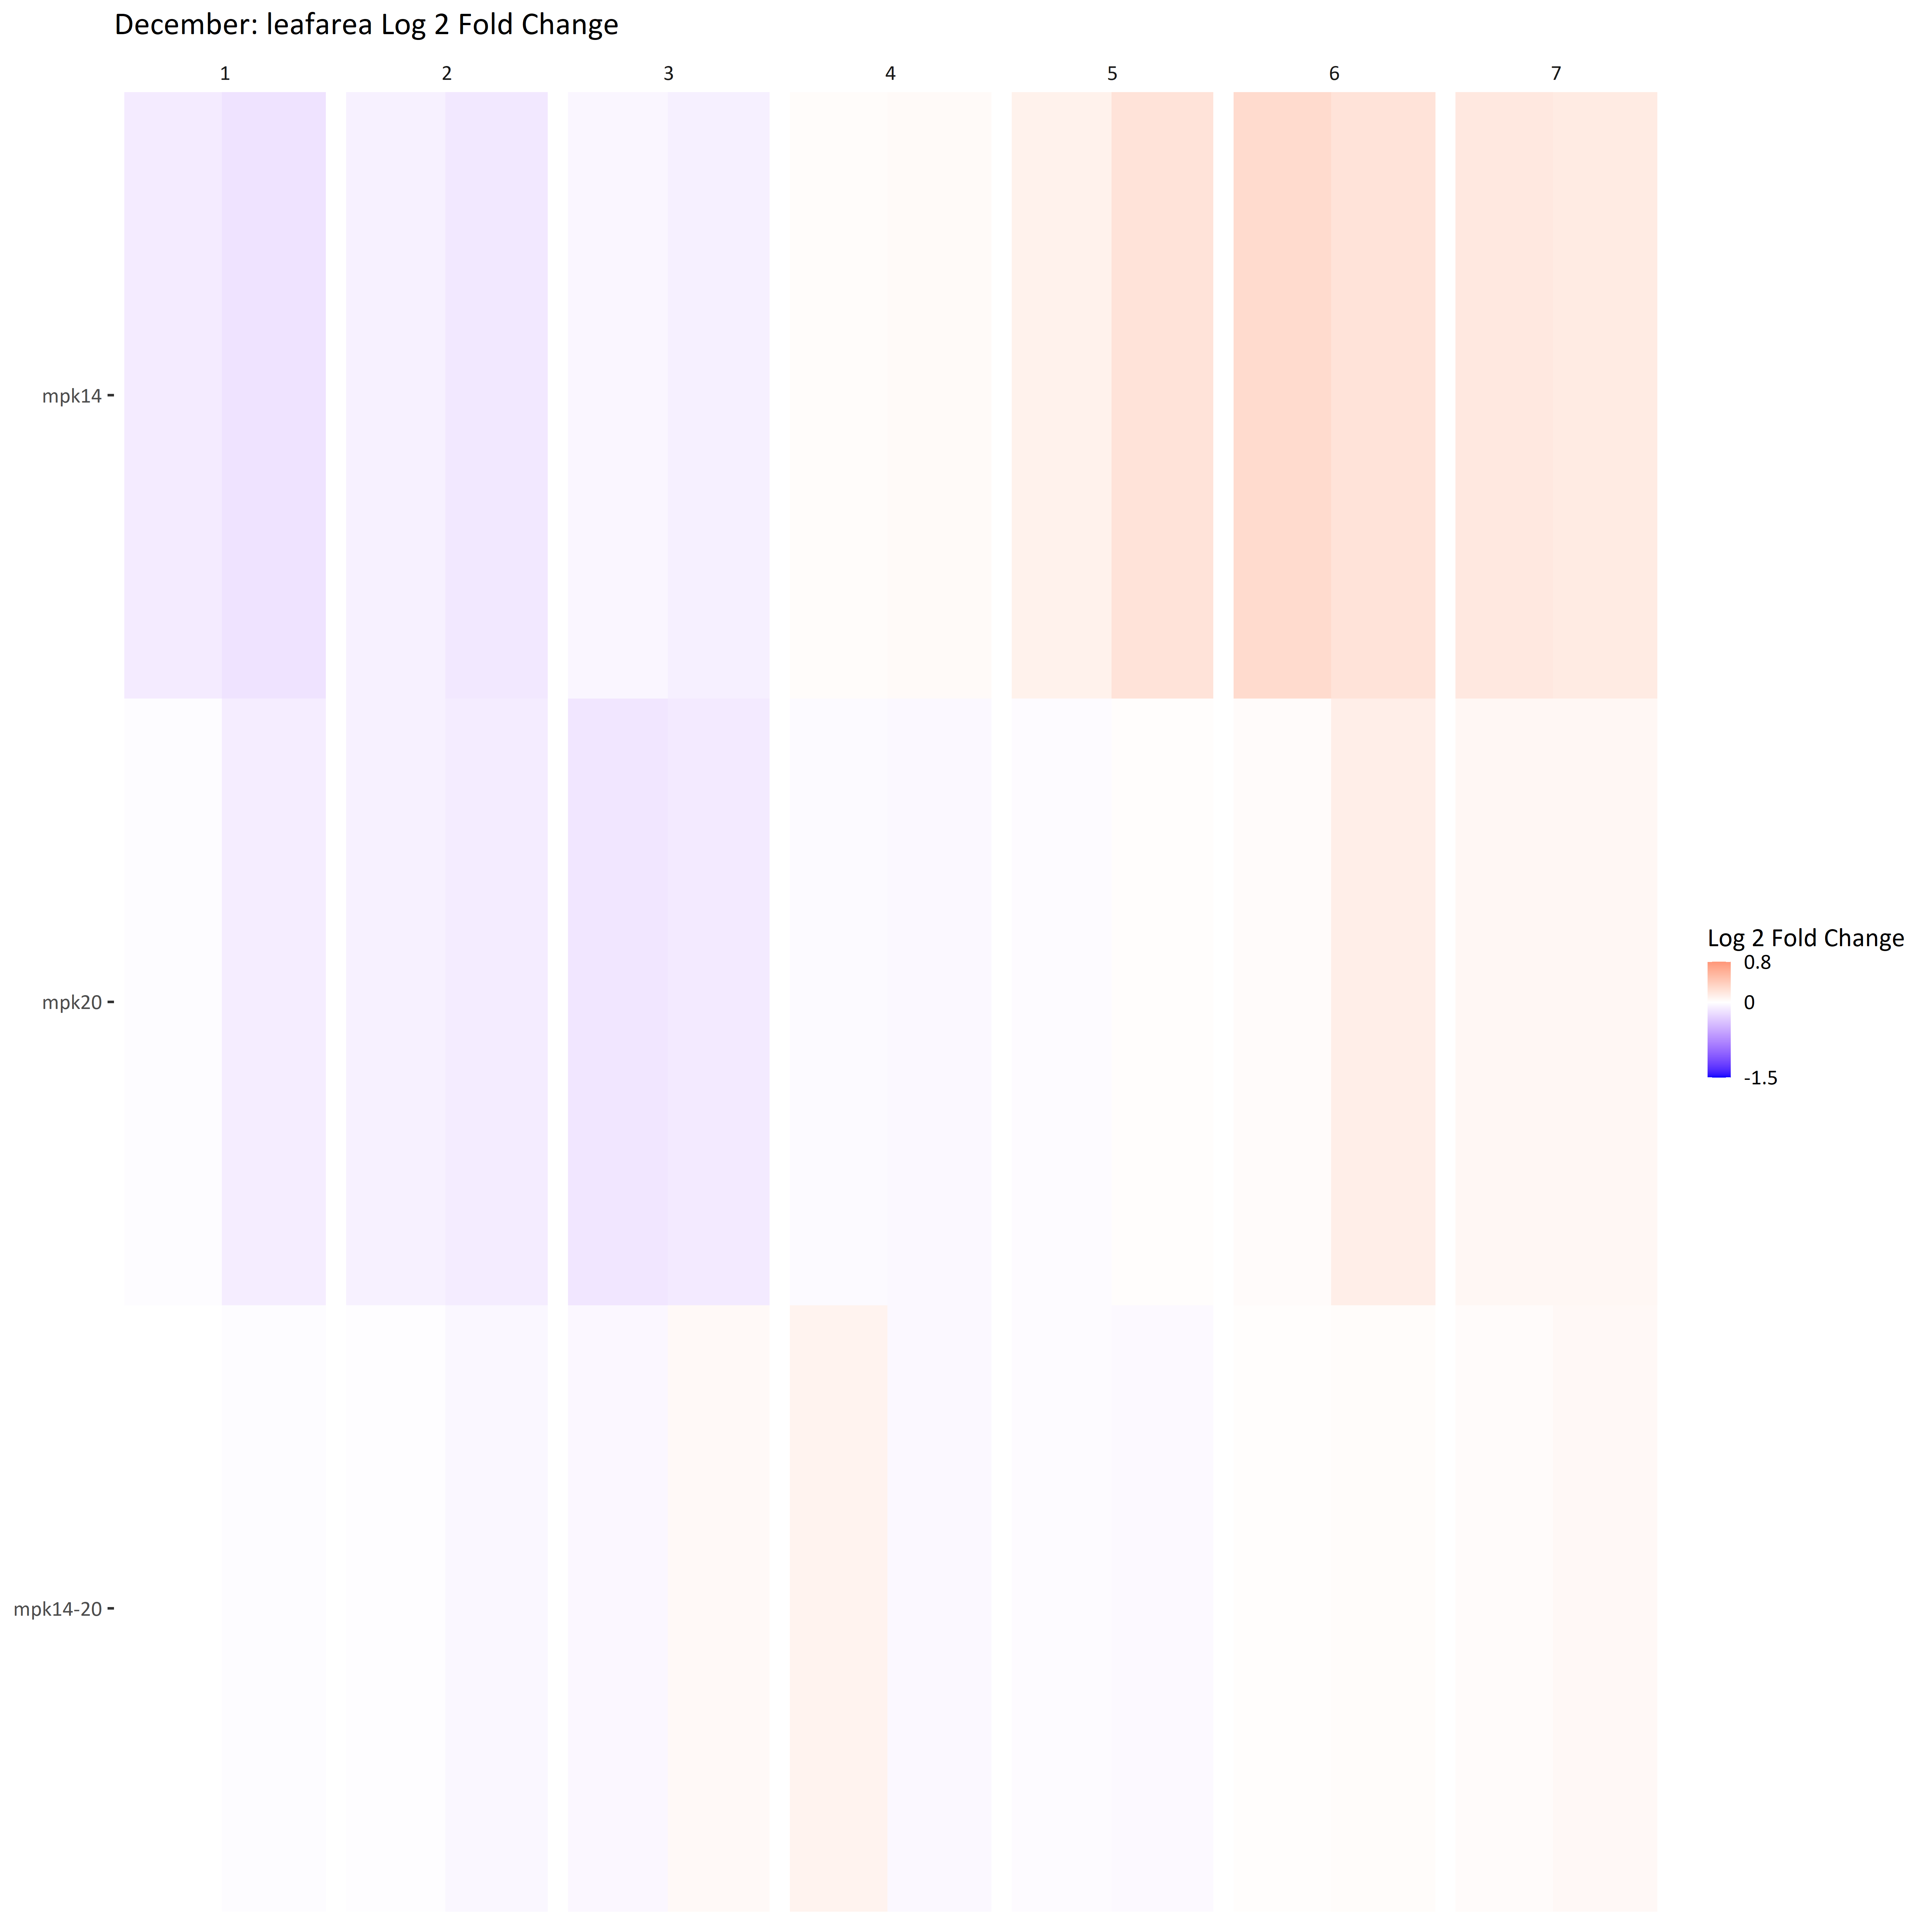 December: leafarea Log 2 Fold Change
1 2 3 4 5 6 7
mpk14
mpk20
mpk14-20
Log 2 Fold Change
0.8
0
-1.5